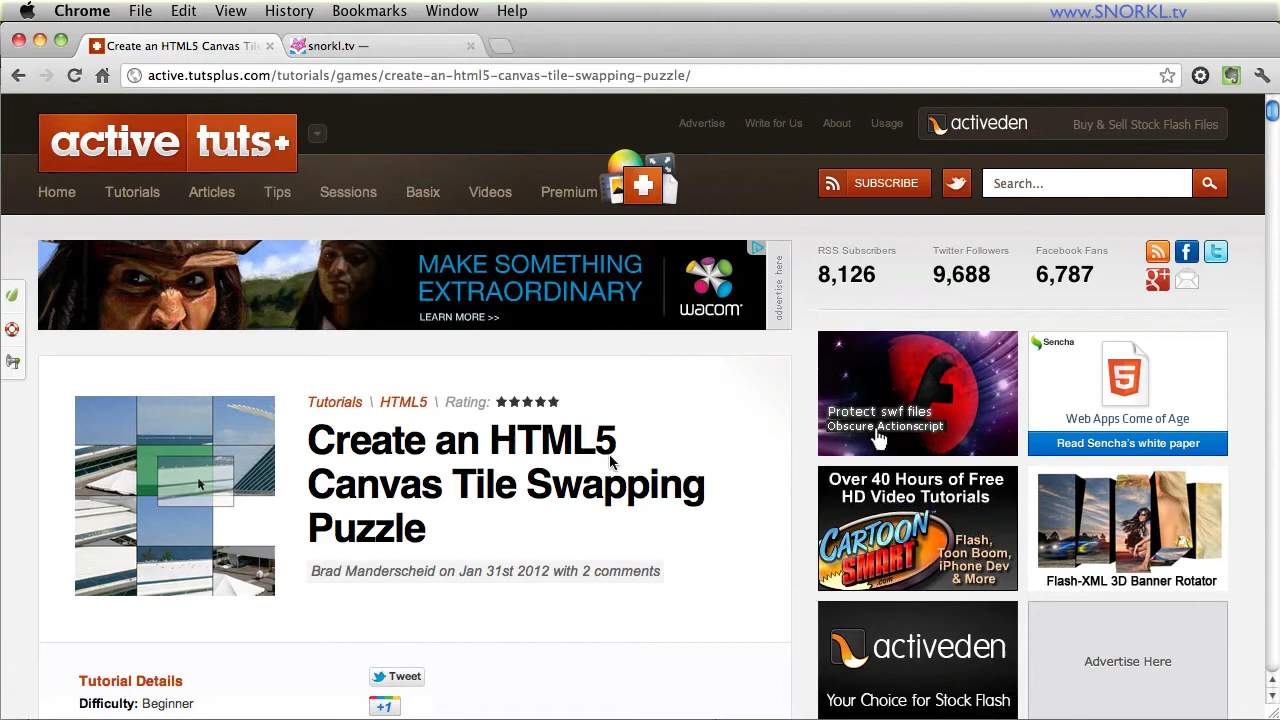 Chrome File Edit View History Bookmarks Window Help
www.SNORKL.tv
Create an HTML5 Canvas Tile
snorkl.tv —
active.tutsplus.com/tutorials/games/create-an-html5-canvas-tile-swapping-puzzle/
active tuts+
Advertise Write for Us About Usage
activeden Buy & Sell Stock Flash Files
Home Tutorials Articles Tips Sessions Basix Videos Premium
SUBSCRIBE
Search...
MAKE SOMETHING
EXTRAORDINARY
LEARN MORE >>
wacom
advertise here
RSS Subscribers Twitter Followers Facebook Fans
8,126 9,688 6,787
Tutorials \ HTML5 \ Rating: ★★★★★
Create an HTML5
Canvas Tile Swapping
Puzzle
Brad Manderscheid on Jan 31st 2012 with 2 comments
Protect swf files
Obscure Actionscript
Sencha
5
Web Apps Come of Age
Read Sencha's white paper
Over 40 Hours of Free
HD Video Tutorials
CARTOON
SMART
.com
Flash,
Toon Boom,
iPhone Dev
& More
Flash-XML 3D Banner Rotator
activeden
Your Choice for Stock Flash
Advertise Here
Tutorial Details
Difficulty: Beginner
Tweet
+1